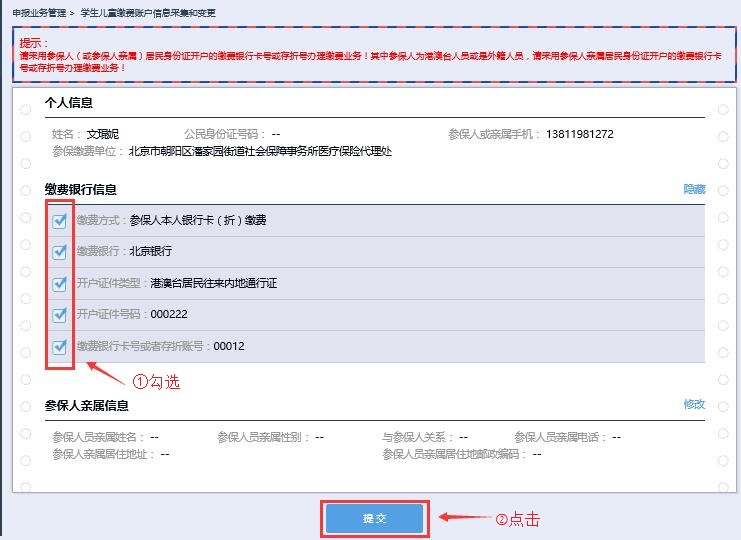 申报业务管理 > 学生儿童缴费账户信息采集和变更
提示：
请采用参保人（或参保人亲属）居民身份证开户的缴费银行卡号或存折号办理缴费业务！其中参保人为港澳台人员或是外籍人员，请采用参保人亲属居民身份证开户的缴费银行卡
号或存折号办理缴费业务！
个人信息
姓名： 文琨妮 公民身份证号码： -- 参保人或亲属手机： 13811981272
参保缴费单位： 北京市朝阳区潘家园街道社会保障事务所医疗保险代理处
缴费银行信息 隐藏
缴费方式：参保人本人银行卡（折）缴费
缴费银行：北京银行
开户证件类型：港澳台居民往来内地通行证
开户证件号码：000222
缴费银行卡号或者存折账号：00012
①勾选
参保人亲属信息 修改
参保人员亲属姓名： -- 参保人员亲属性别： -- 与参保人关系： -- 参保人员亲属电话： --
参保人亲属居住地址： -- 参保人员亲属居住地邮政编码： --
提交
②点击